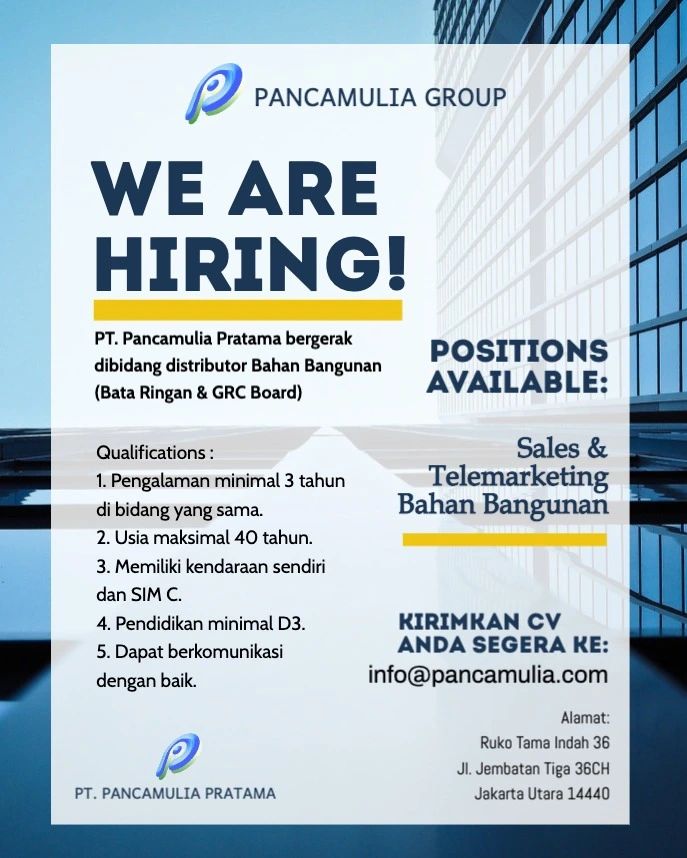 PANCAMULIA GROUP
WE ARE
HIRING!
PT. Pancamulia Pratama bergerak
dibidang distributor Bahan Bangunan
(Bata Ringan & GRC Board)
POSITIONS
AVAILABLE:
Sales &
Telemarketing
Bahan Bangunan
Qualifications :
1. Pengalaman minimal 3 tahun
di bidang yang sama.
2. Usia maksimal 40 tahun.
3. Memiliki kendaraan sendiri
dan SIM C.
4. Pendidikan minimal D3.
5. Dapat berkomunikasi
dengan baik.
KIRIMKAN CV
ANDA SEGERA KE:
info@pancamulia.com
Alamat:
Ruko Tama Indah 36
Jl. Jembatan Tiga 36CH
Jakarta Utara 14440
PT. PANCAMULIA PRATAMA